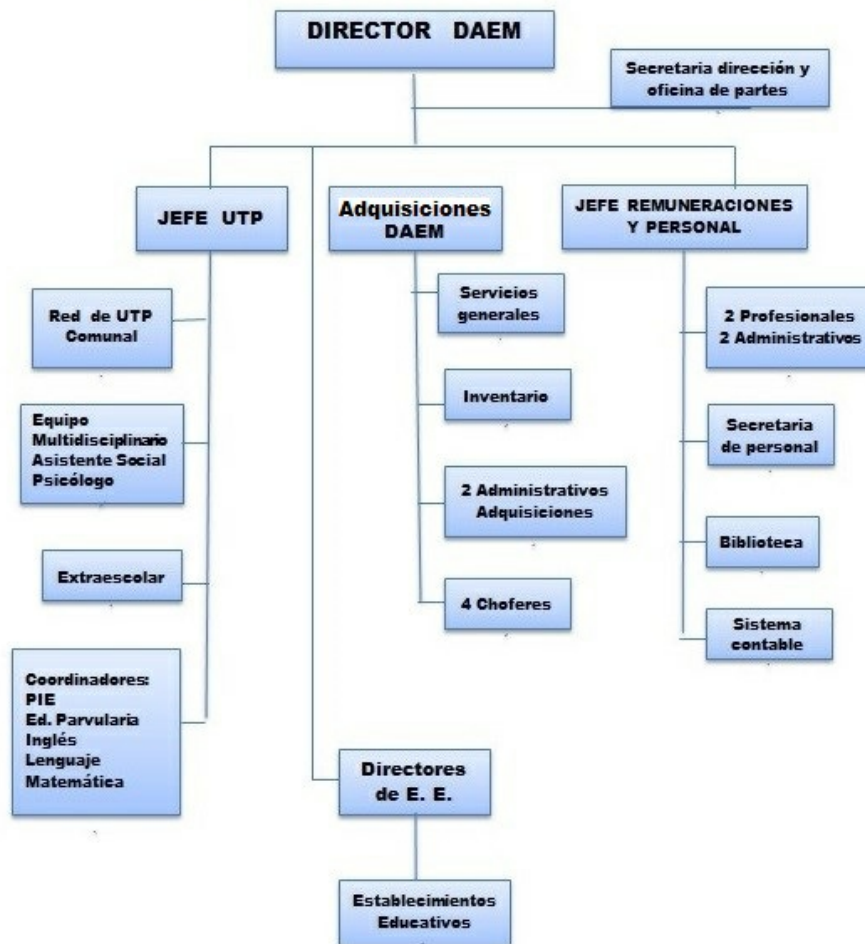 DIRECTOR DAEM
Secretaria dirección y
oficina de partes
JEFE UTP
Adquisiciones
DAEM
JEFE REMUNERACIONES
Y PERSONAL
Red de UTP
Comunal
Equipo
Multidisciplinario
Asistente Social
Psicólogo
Extraescolar
Coordinadores:
PIE
Ed. Parvularia
Inglés
Lenguaje
Matemática
Servicios
generales
Inventario
2 Administrativos
Adquisiciones
4 Choferes
2 Profesionales
2 Administrativos
Secretaria
de personal
Biblioteca
Sistema
contable
Directores
de E. E.
Establecimientos
Educativos